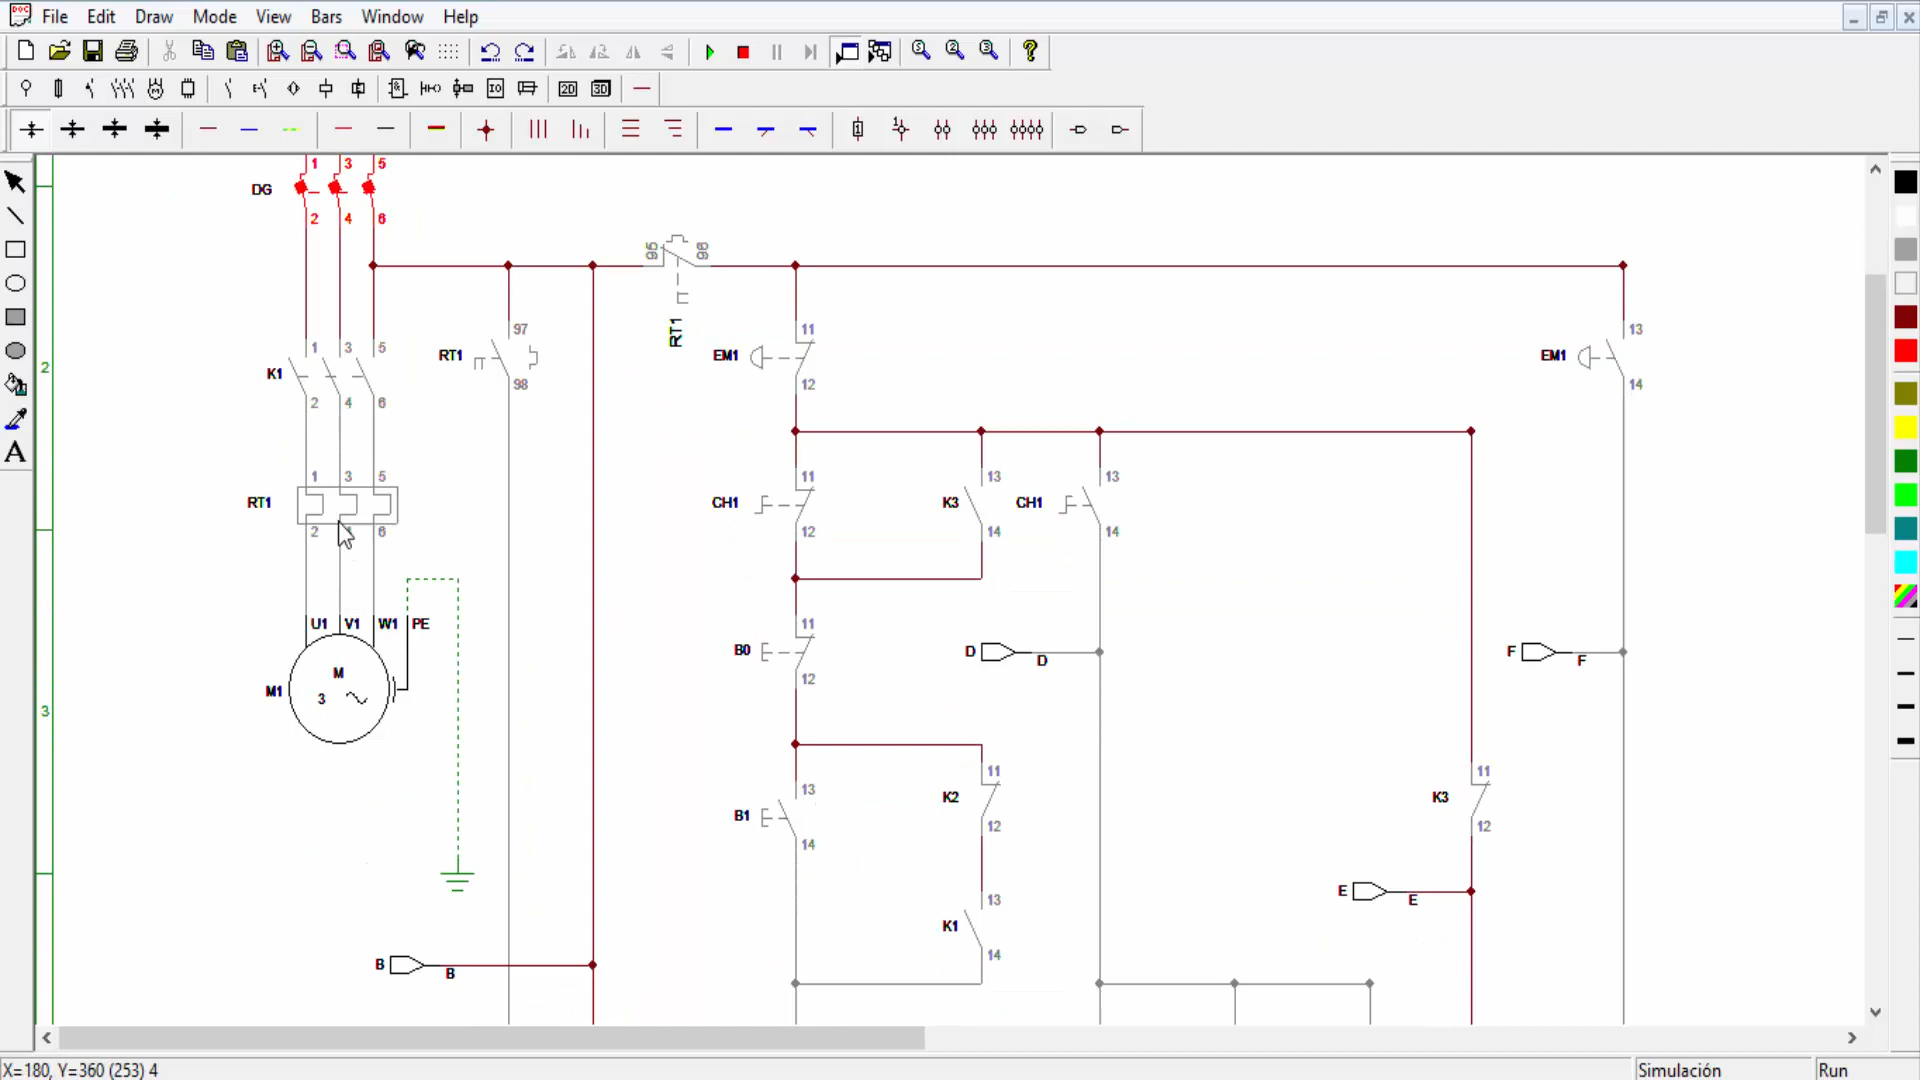 File Edit Draw Mode View Bars Window Help
1 3 5
DG
2 4 6
95 96
RT1
97
RT1
98
11
EM1
12
13
EM1
14
2
1 3 5
K1
2 4 6
1 3 5
RT1
2 6
11
CH1
12
13
K3
14
13
CH1
14
U1 V1 W1 PE
M
3
M1
11
B0
12
D D
F F
3
13
B1
14
11
K2
12
11
K3
12
E E
13
K1
14
B B
X=180, Y=360 (253) 4
Simulación Run